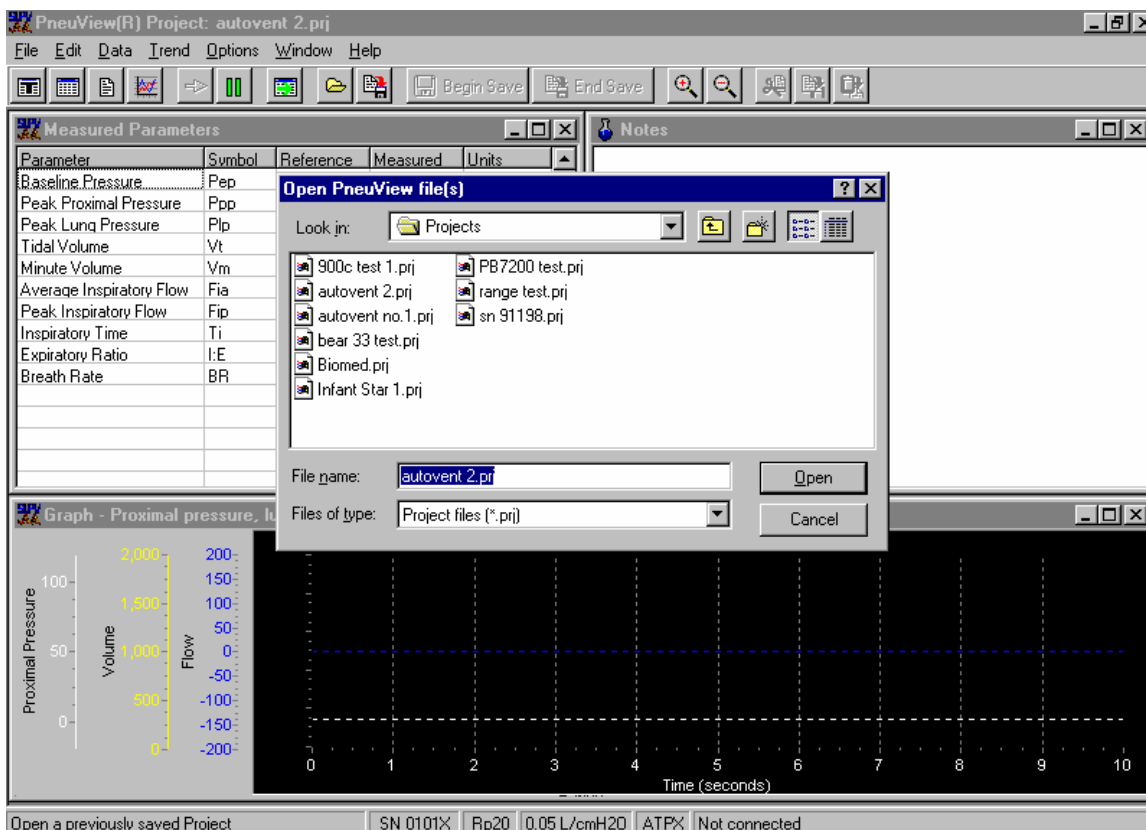 PneuView(R) Project: autovent 2.prj
File Edit Data Trend Options Window Help
Begin Save End Save
Measured Parameters
Parameter Symbol Reference Measured Units
Baseline Pressure Pep
Peak Proximal Pressure Ppp
Peak Lung Pressure Plp
Tidal Volume Vt
Minute Volume Vm
Average Inspiratory Flow Fia
Peak Inspiratory Flow Fip
Inspiratory Time Ti
Expiratory Ratio I:E
Breath Rate BR
Notes
Open PneuView file(s)
Look in: Projects
900c test 1.prj
autovent 2.prj
autovent no.1.prj
bear 33 test.prj
Biomed.prj
Infant Star 1.prj
PB7200 test.prj
range test.prj
sn 91198.prj
File name: autovent 2.prj
Open
Files of type: Project files (*.prj)
Cancel
Graph - Proximal pressure, lu
Proximal Pressure
100
50
0
Volume
2,000
1,500
1,000
500
0
Flow
200
150
100
50
0
-50
-100
-150
-200
0 1 2 3 4 5 6 7 8 9 10
Time (seconds)
Open a previously saved Project SN 0101X Rp20 0.05 L/cmH20 ATPX Not connected